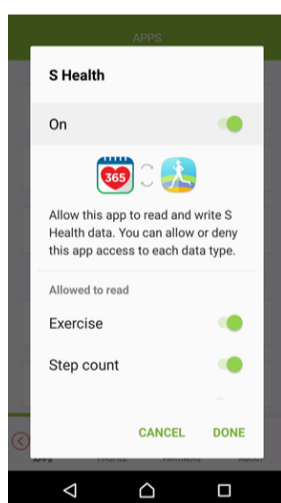 APPS
S Health
On
365
Allow this app to read and write S
Health data. You can allow or deny
this app access to each data type.
Allowed to read
Exercise
Step count
CANCEL DONE